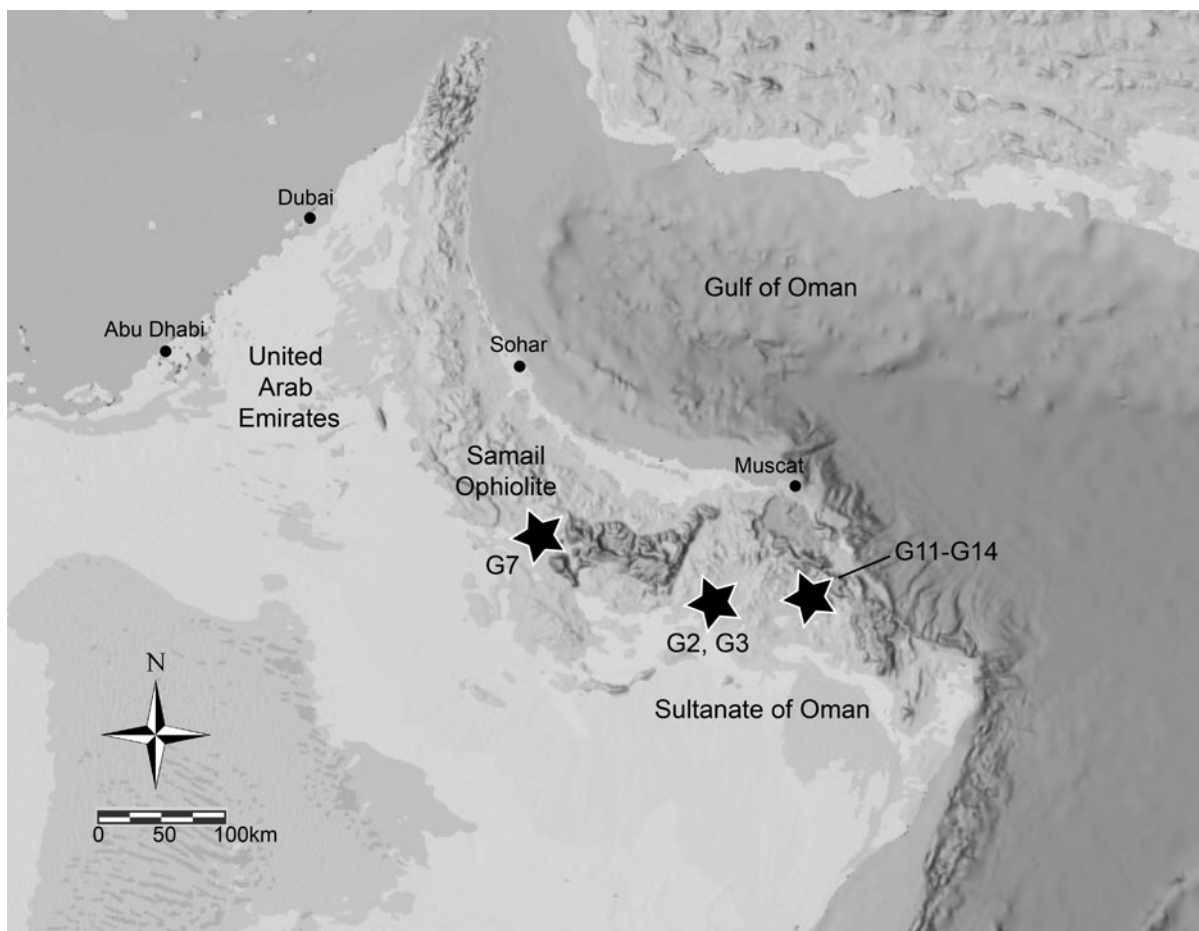 Dubai
Gulf of Oman
Abu Dhabi
United
Arab
Emirates
Sohar
Samail
Ophiolite
Muscat
G7
G11-G14
G2, G3
N
Sultanate of Oman
0 50 100km